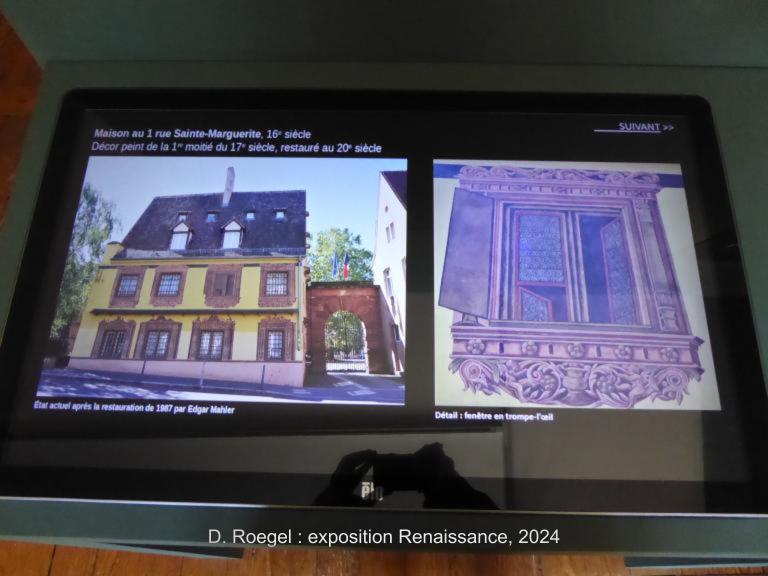 SUIVANT >>
Maison au 1 rue Sainte-Marguerite, 16e siècle
Décor peint de la 1re moitié du 17e siècle, restauré au 20e siècle
État actuel après la restauration de 1987 par Edgar Mahler
Détail : fenêtre en trompe-l'œil
D. Roegel : exposition Renaissance, 2024